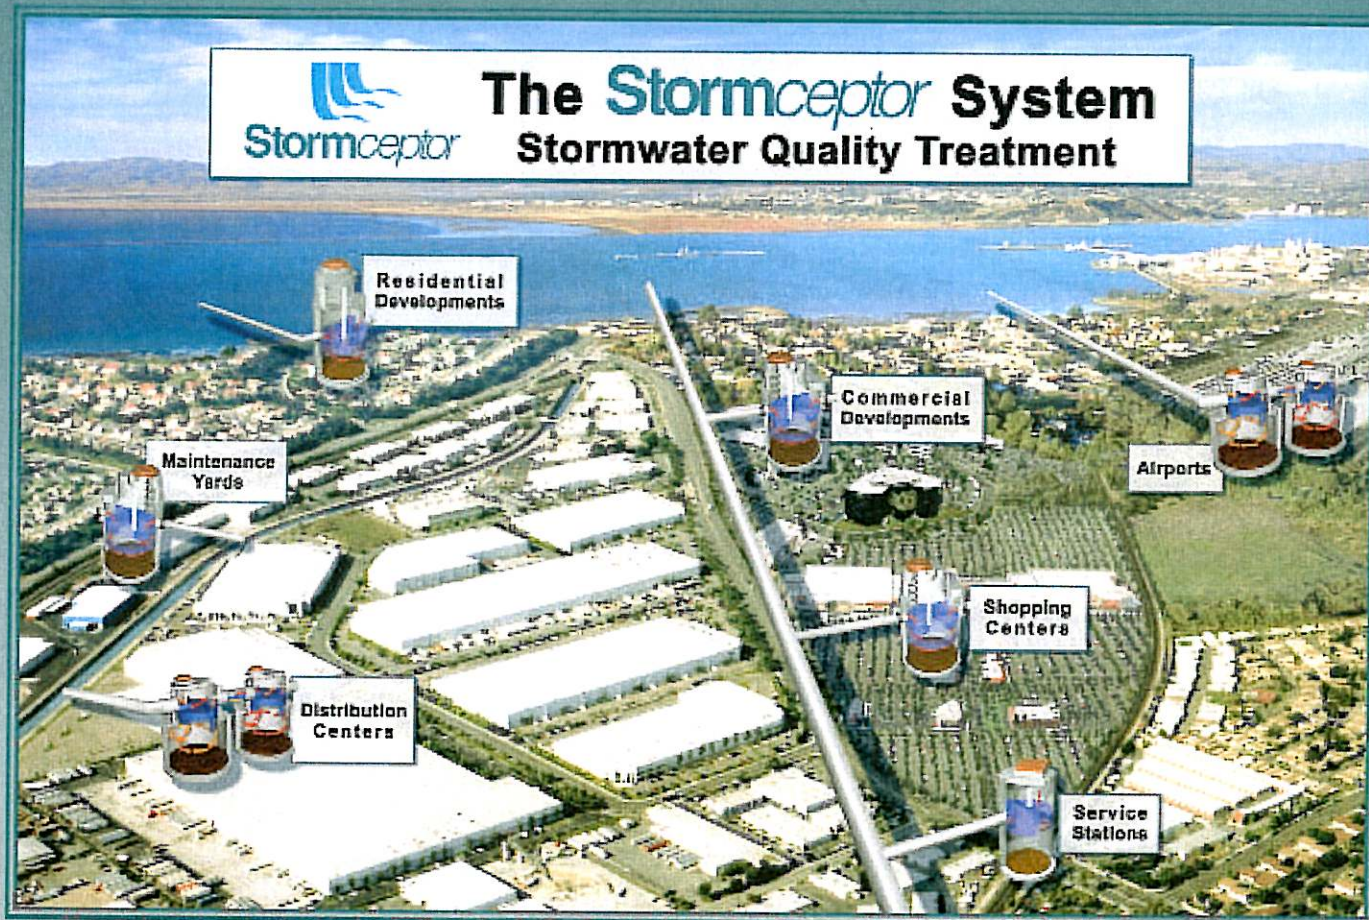 Stormceptor
The Stormceptor System
Stormwater Quality Treatment
Residential
Developments
Commercial
Developments
Maintenance
Yards
Airports
Shopping
Centers
Distribution
Centers
Service
Stations